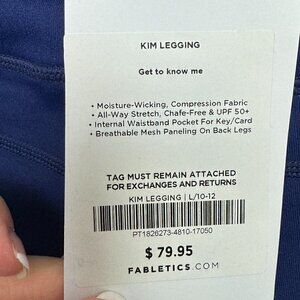 KIM LEGGING
Get to know me
• Moisture-Wicking, Compression Fabric
• All-Way Stretch, Chafe-Free & UPF 50+
• Internal Waistband Pocket For Key/Card
• Breathable Mesh Paneling On Back Legs
TAG MUST REMAIN ATTACHED
FOR EXCHANGES AND RETURNS
KIM LEGGING | L/10-12
PT1826273-4810-17050
$ 79.95
FABLETICS.COM